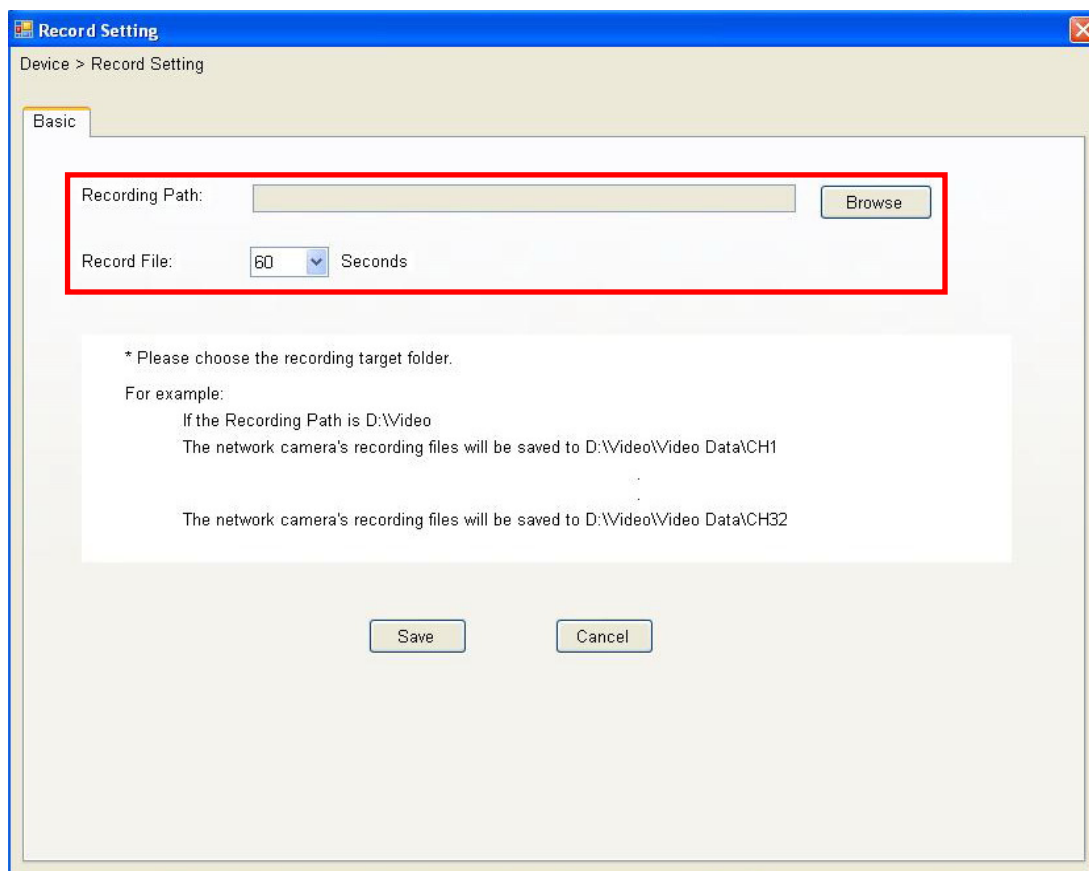 Record Setting
Device > Record Setting
Basic
Recording Path: Browse
Record File: 60 Seconds
* Please choose the recording target folder.
For example:
If the Recording Path is D:\Video
The network camera's recording files will be saved to D:\Video\Video Data\CH1
.
.
The network camera's recording files will be saved to D:\Video\Video Data\CH32
Save Cancel